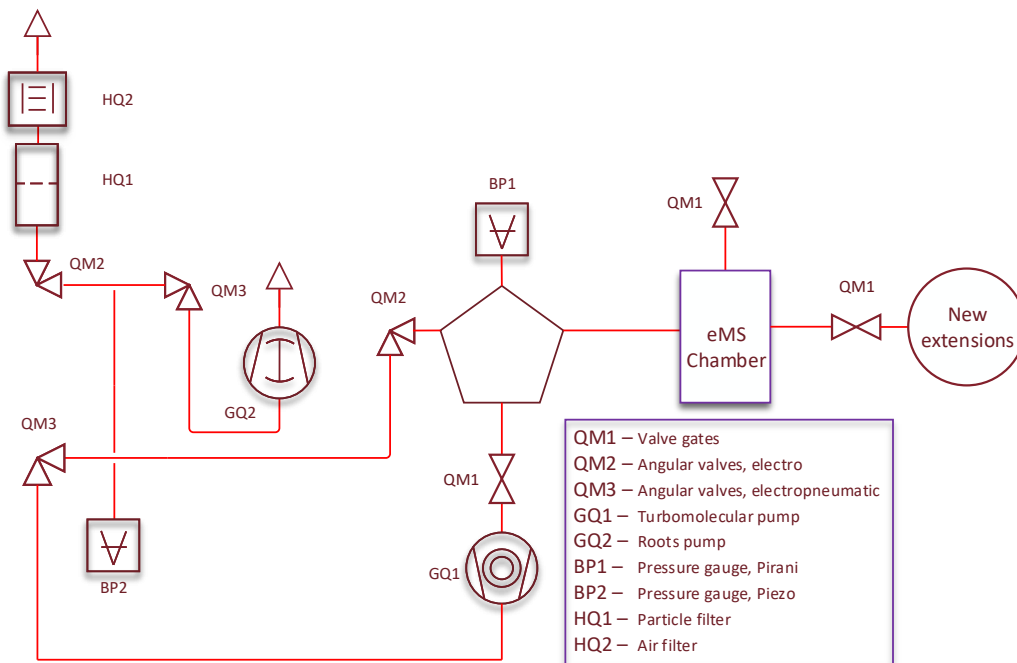 HQ2
HQ1
BP1
QM1
QM2
QM3
QM2
QM1
New
extensions
eMS
Chamber
GQ2
QM3
QM1
GQ1
BP2
QM1 – Valve gates
QM2 – Angular valves, electro
QM3 – Angular valves, electropneumatic
GQ1 – Turbomolecular pump
GQ2 – Roots pump
BP1 – Pressure gauge, Pirani
BP2 – Pressure gauge, Piezo
HQ1 – Particle filter
HQ2 – Air filter